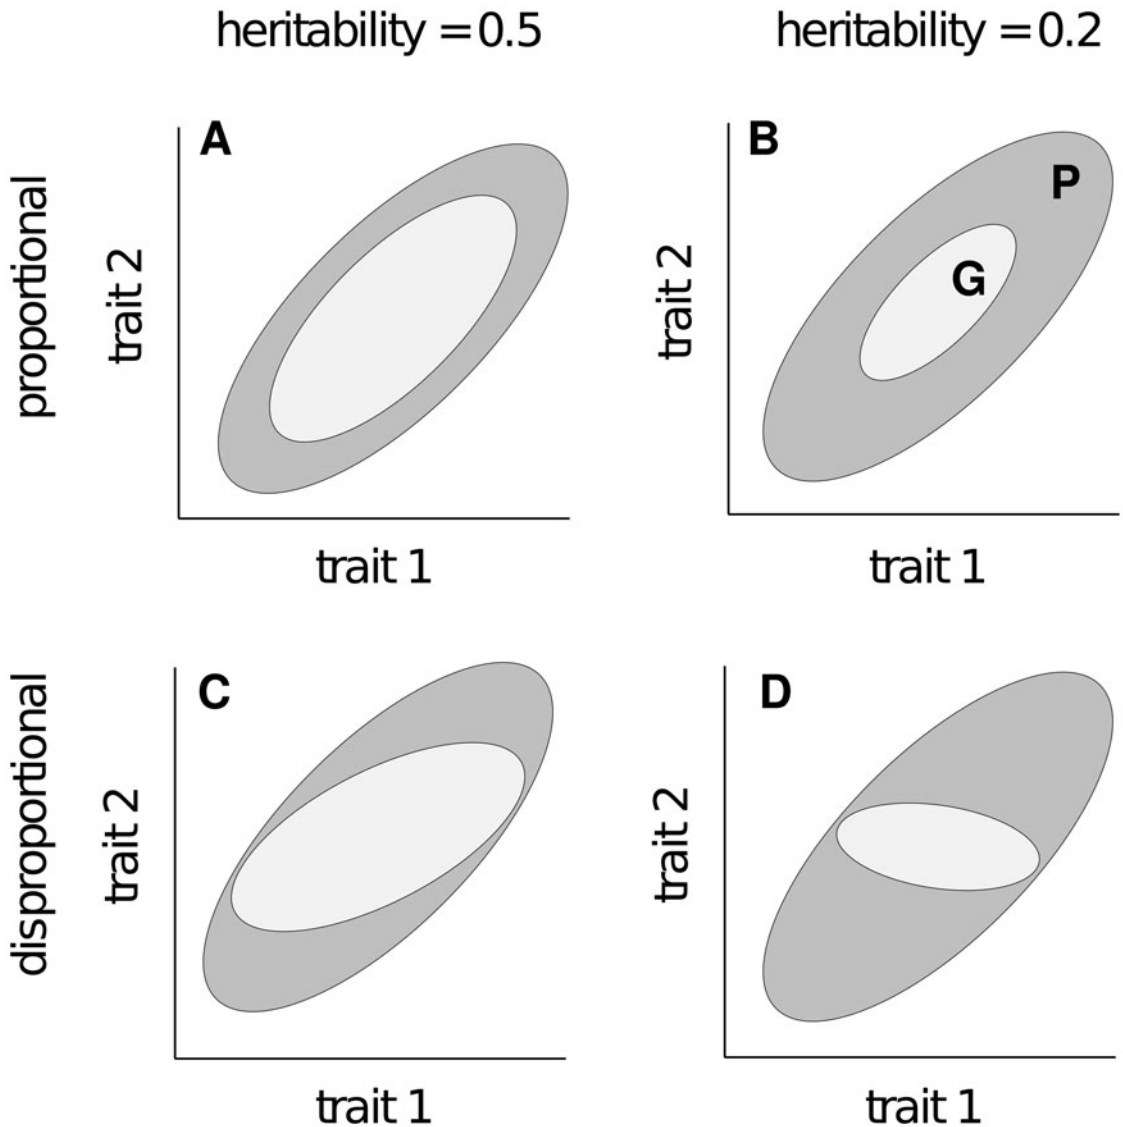 heritability = 0.5
heritability = 0.2
proportional
A
trait 2
trait 1
B
P
G
trait 2
trait 1
disproportional
C
trait 2
trait 1
D
trait 2
trait 1